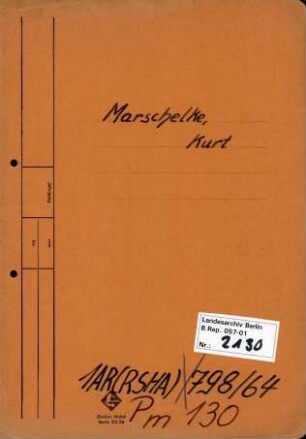 Marschelke,
Kurt
Landesarchiv Berlin
B Rep. 057-01
Nr.: 2130
1AR(RSHA) 798/64
Pm 130